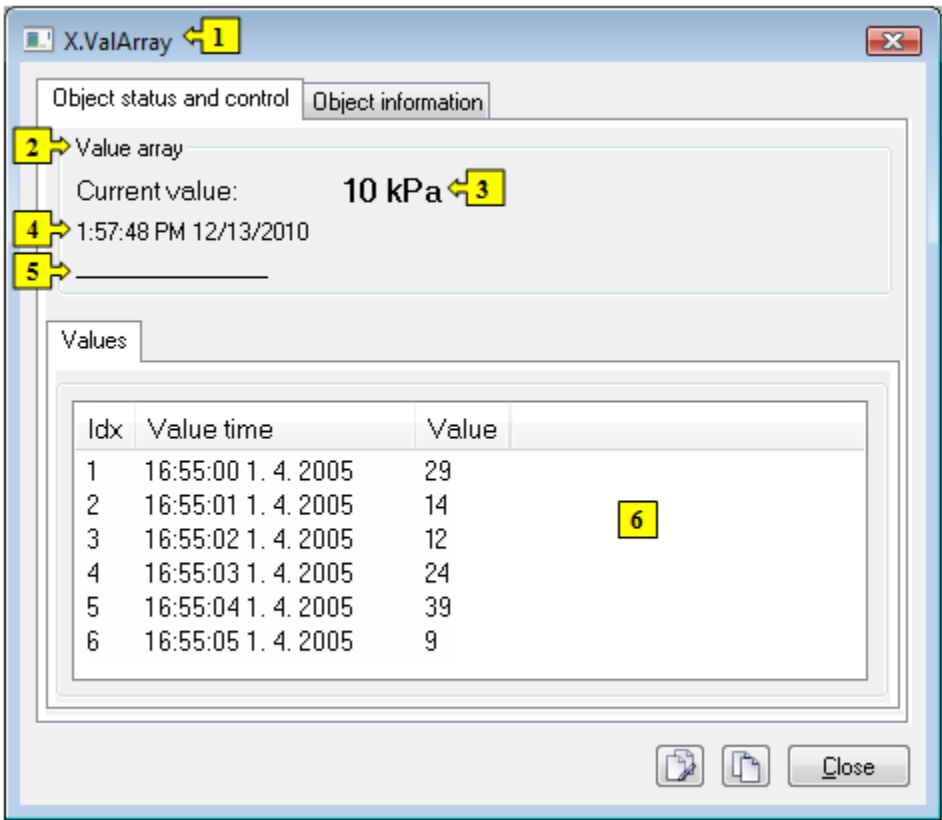 X.ValArray 1
Object status and control Object information
2 Value array
Current value: 10 kPa 3
4 1:57:48 PM 12/13/2010
5
Values
Idx Value time Value
1 16:55:00 1. 4. 2005 29
2 16:55:01 1. 4. 2005 14
3 16:55:02 1. 4. 2005 12
4 16:55:03 1. 4. 2005 24
5 16:55:04 1. 4. 2005 39
6 16:55:05 1. 4. 2005 9
6
Close